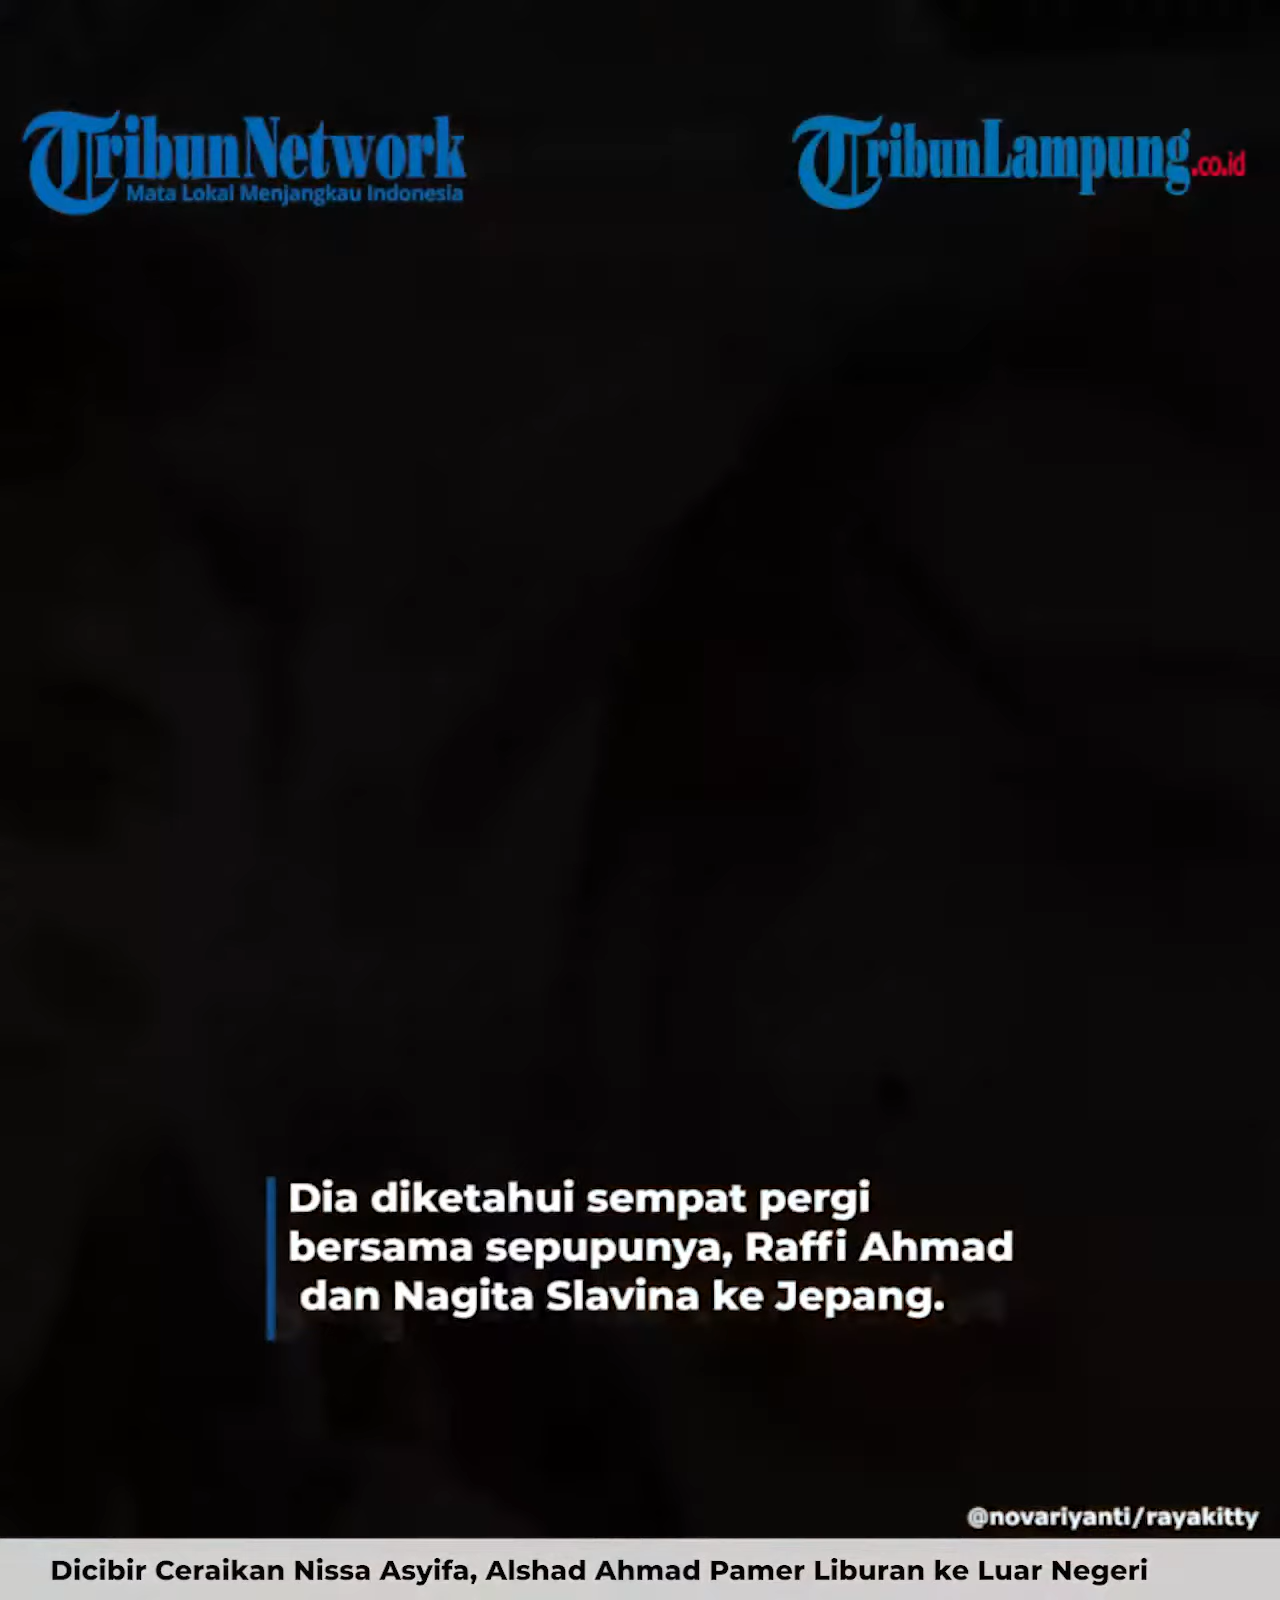 TribunNetwork
Mata Lokal Menjangkau Indonesia
TribunLampung.co.id
Dia diketahui sempat pergi
bersama sepupunya, Raffi Ahmad
dan Nagita Slavina ke Jepang.
@novariyanti/rayakitty
Dicibir Ceraikan Nissa Asyifa, Alshad Ahmad Pamer Liburan ke Luar Negeri